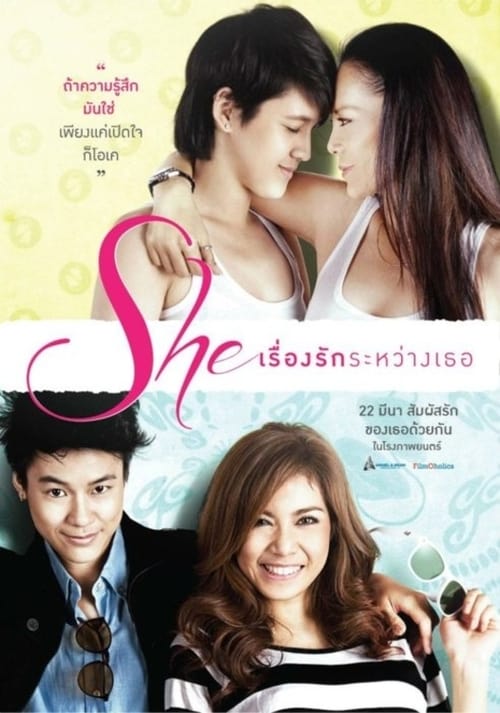 “
ถ้าความรู้สึก
มันใช่
เพียงแค่เปิดใจ
ก็โอเค
”
She เรื่องรักระหว่างเธอ
22 มีนา สัมผัสรัก
ของเธอด้วยกัน
ในโรงภาพยนตร์
FilmOholics